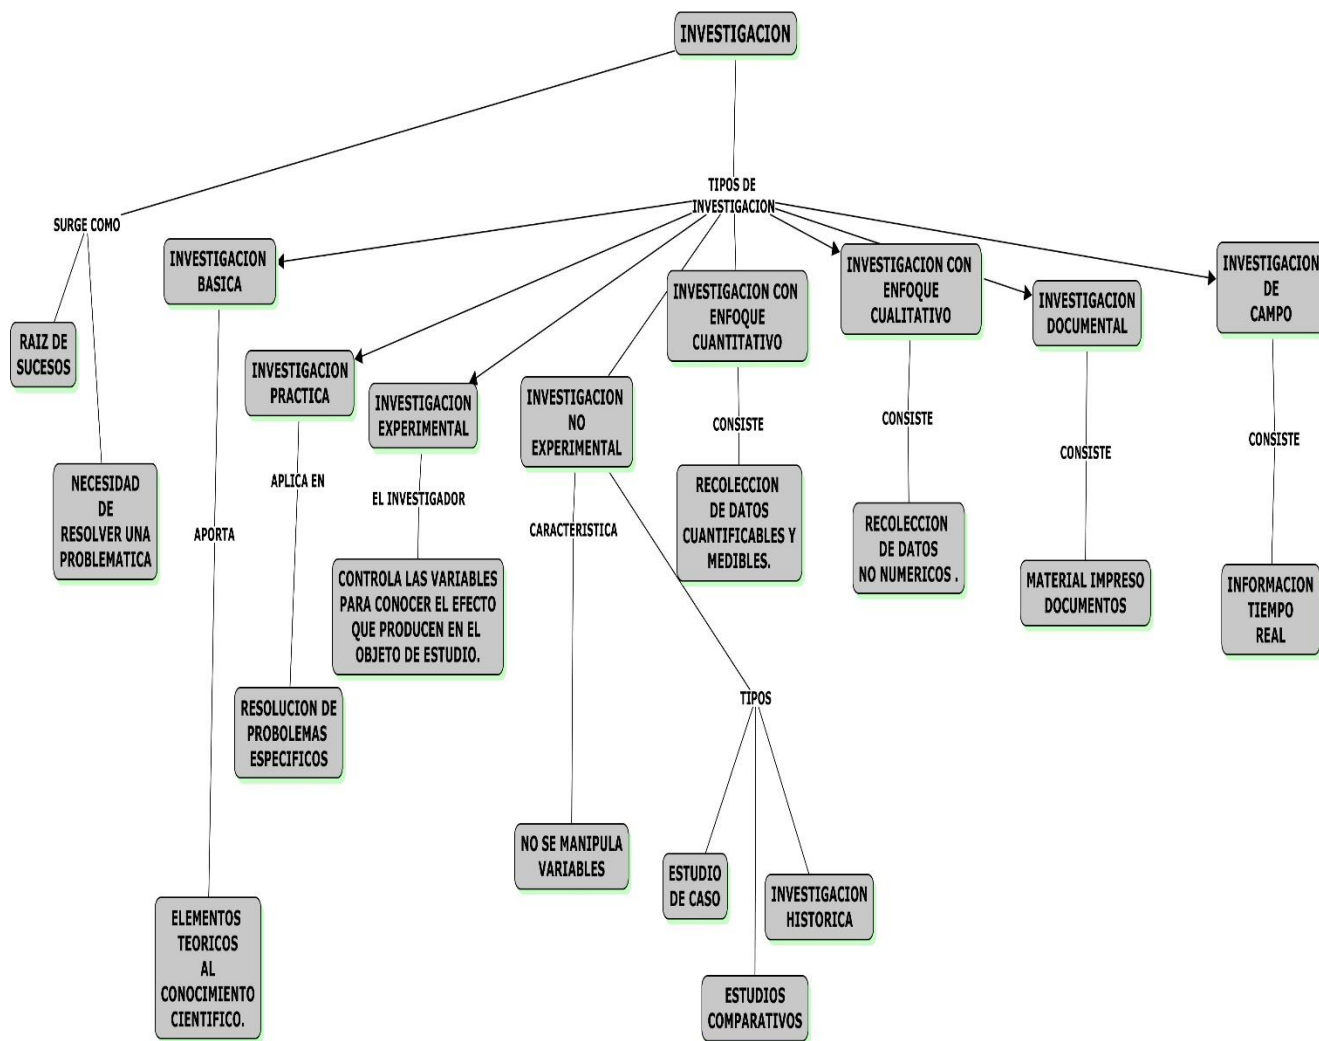 INVESTIGACION
SURGE COMO
RAIZ DE
SUCESOS
NECESIDAD
DE
RESOLVER UNA
PROBLEMATICA
TIPOS DE
INVESTIGACION
INVESTIGACION
BASICA
APORTA
ELEMENTOS
TEORICOS
AL
CONOCIMIENTO
CIENTIFICO.
INVESTIGACION
PRACTICA
APLICA EN
RESOLUCION DE
PROBOLEMAS
ESPECIFICOS
INVESTIGACION
EXPERIMENTAL
EL INVESTIGADOR
CONTROLA LAS VARIABLES
PARA CONOCER EL EFECTO
QUE PRODUCEN EN EL
OBJETO DE ESTUDIO.
INVESTIGACION
NO
EXPERIMENTAL
CARACTERISTICA
NO SE MANIPULA
VARIABLES
TIPOS
ESTUDIO
DE CASO
ESTUDIOS
COMPARATIVOS
INVESTIGACION
HISTORICA
INVESTIGACION CON
ENFOQUE
CUANTITATIVO
CONSISTE
RECOLECCION
DE DATOS
CUANTIFICABLES Y
MEDIBLES.
INVESTIGACION CON
ENFOQUE
CUALITATIVO
CONSISTE
RECOLECCION
DE DATOS
NO NUMERICOS .
INVESTIGACION
DOCUMENTAL
CONSISTE
MATERIAL IMPRESO
DOCUMENTOS
INVESTIGACION
DE
CAMPO
CONSISTE
INFORMACION
TIEMPO
REAL